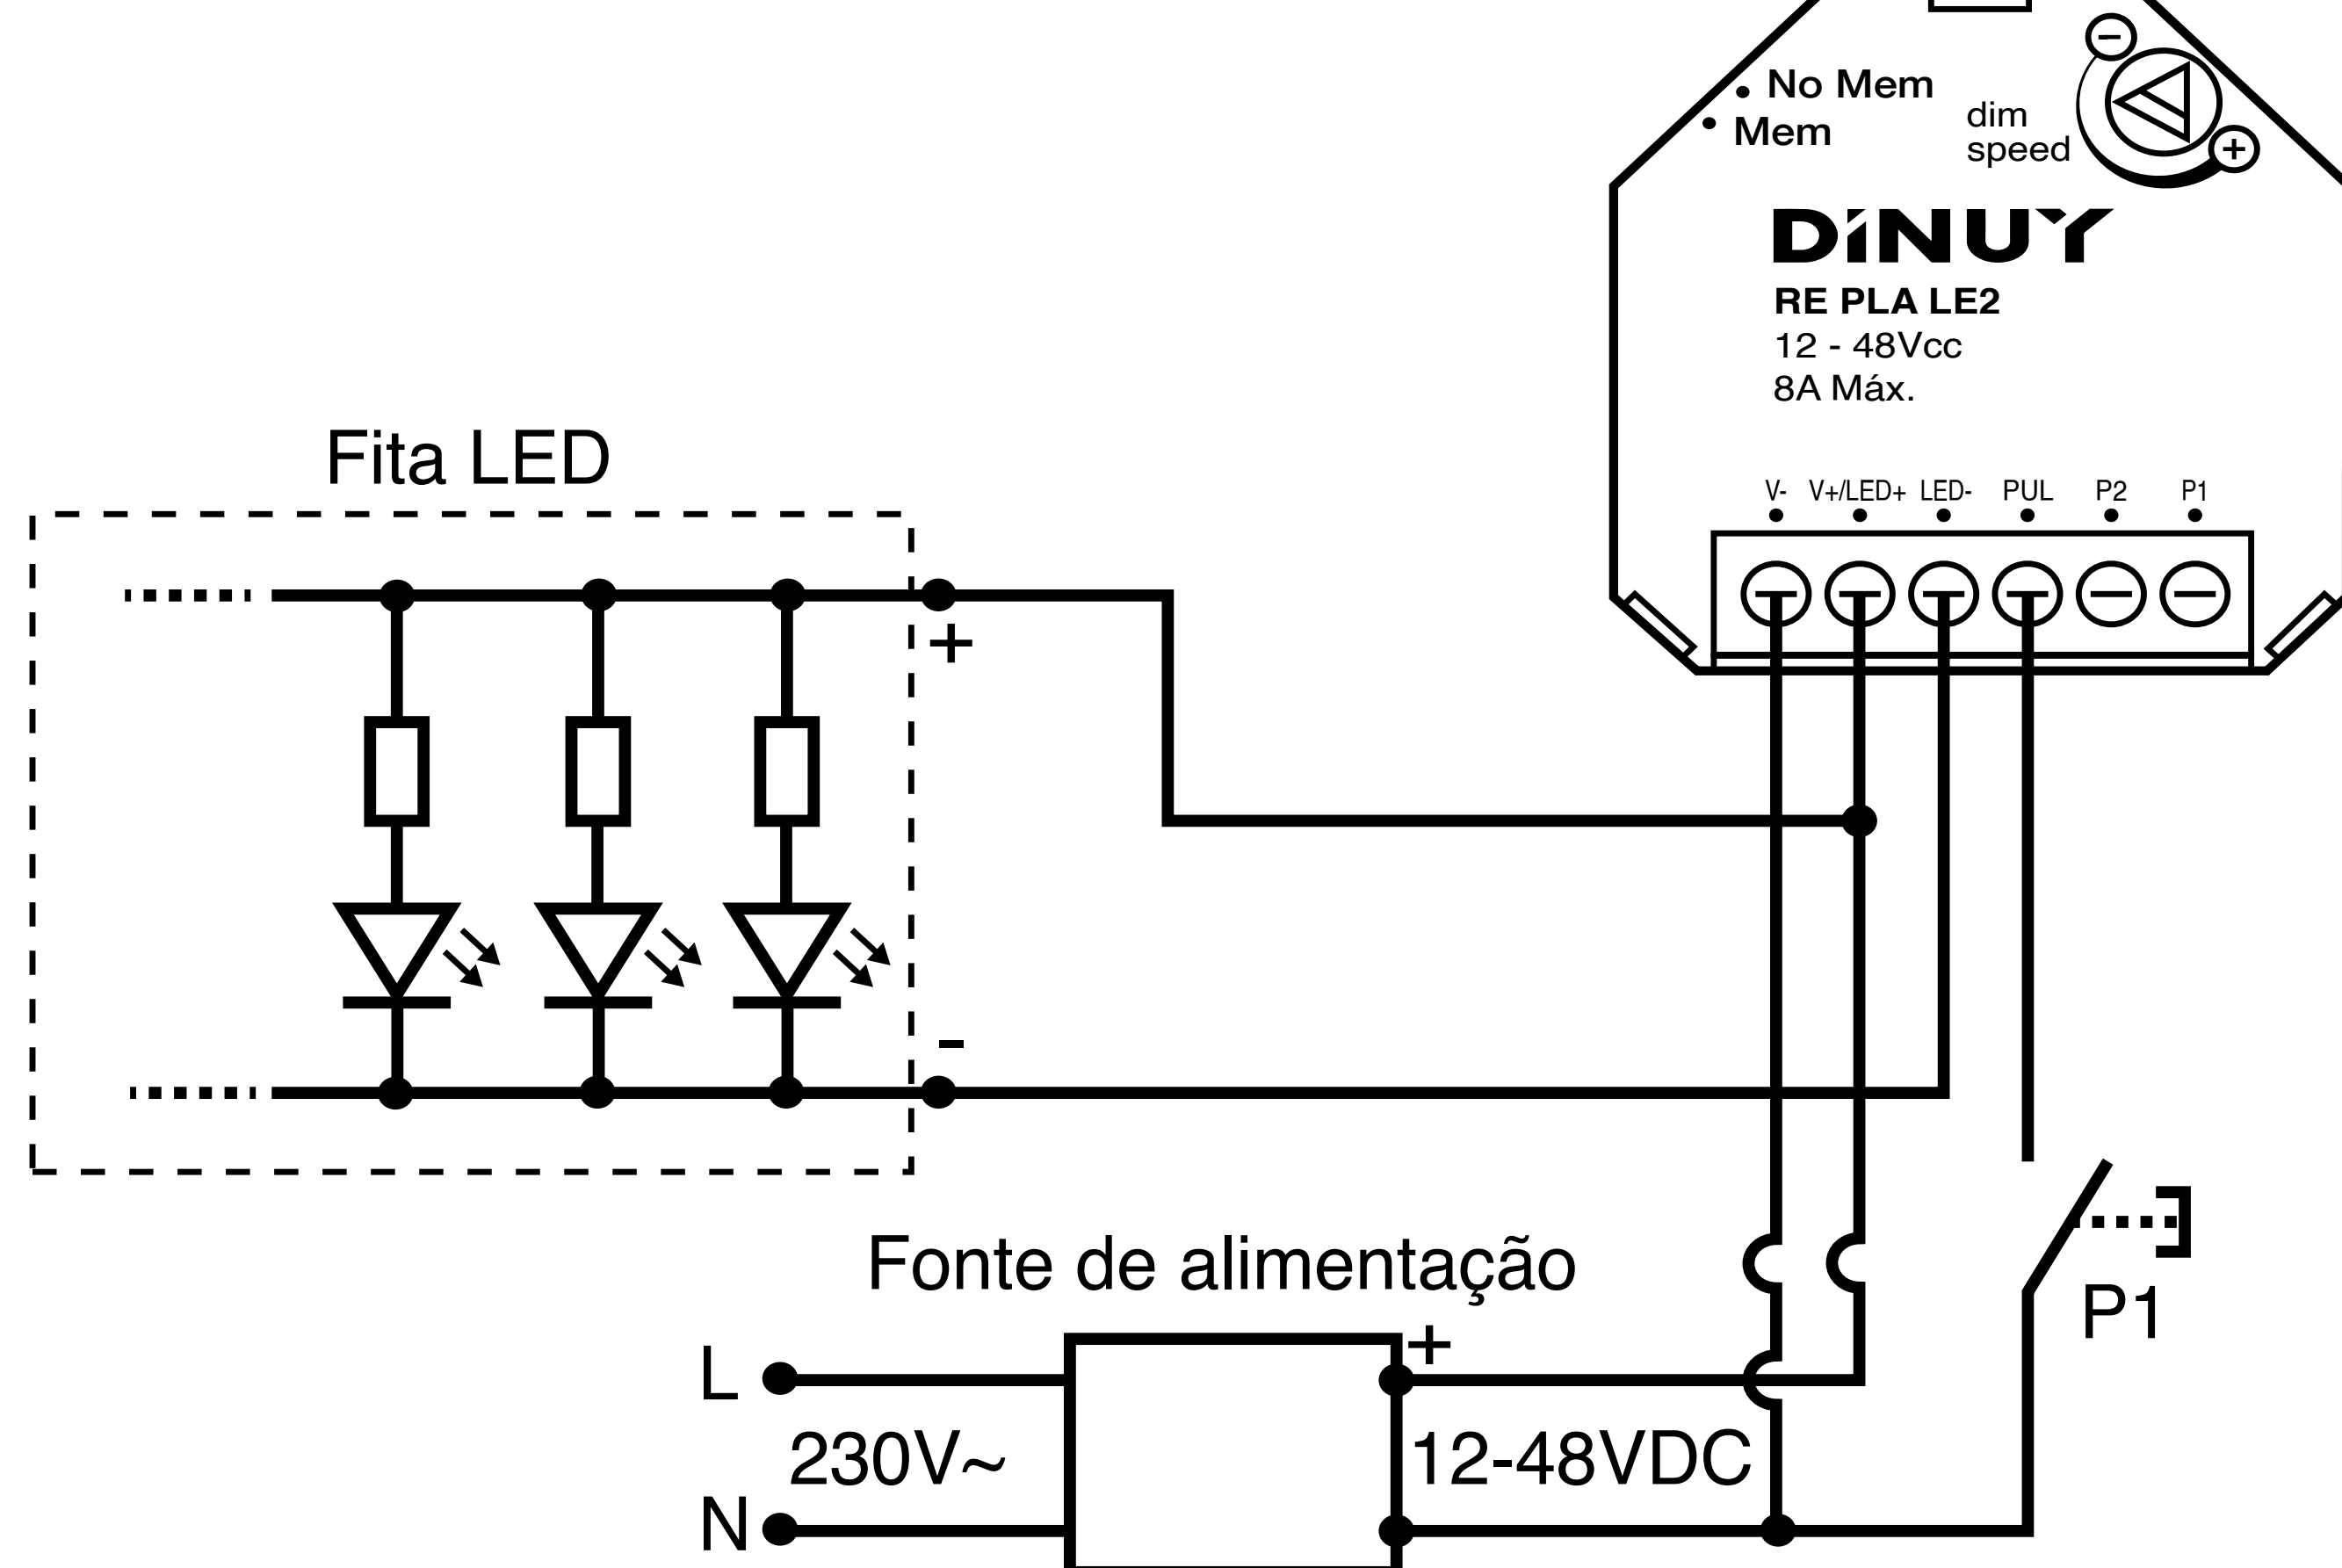 No Mem
Mem
dim
speed
DiNUY
RE PLA LE2
12 - 48Vcc
8A Máx.
V- V+/LED+ LED- PUL P2 P1
Fita LED
+
-
Fonte de alimentação
P1
L
+
230V~
12-48VDC
N